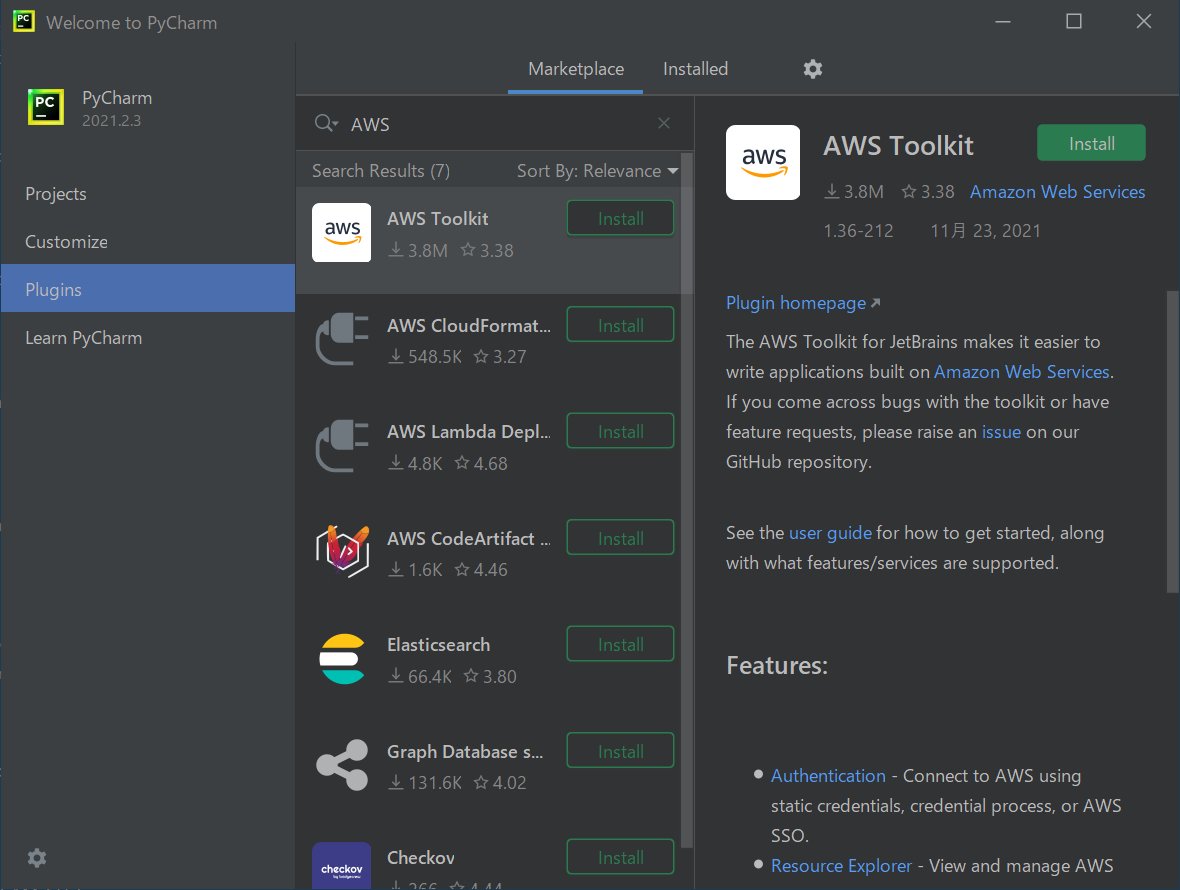 PC Welcome to PyCharm
PC PyCharm
2021.2.3
Projects
Customize
Plugins
Learn PyCharm
Marketplace Installed
AWS
Search Results (7) Sort By: Relevance
aws AWS Toolkit Install
3.8M 3.38
AWS CloudFormat... Install
548.5K 3.27
AWS Lambda Depl... Install
4.8K 4.68
AWS CodeArtifact ... Install
1.6K 4.46
Elasticsearch Install
66.4K 3.80
Graph Database s... Install
131.6K 4.02
checkov Checkov Install
266 4.44
aws AWS Toolkit Install
3.8M 3.38 Amazon Web Services
1.36-212 11月 23, 2021
Plugin homepage
The AWS Toolkit for JetBrains makes it easier to
write applications built on Amazon Web Services.
If you come across bugs with the toolkit or have
feature requests, please raise an issue on our
GitHub repository.
See the user guide for how to get started, along
with what features/services are supported.
Features:
Authentication - Connect to AWS using
static credentials, credential process, or AWS
SSO.
Resource Explorer - View and manage AWS